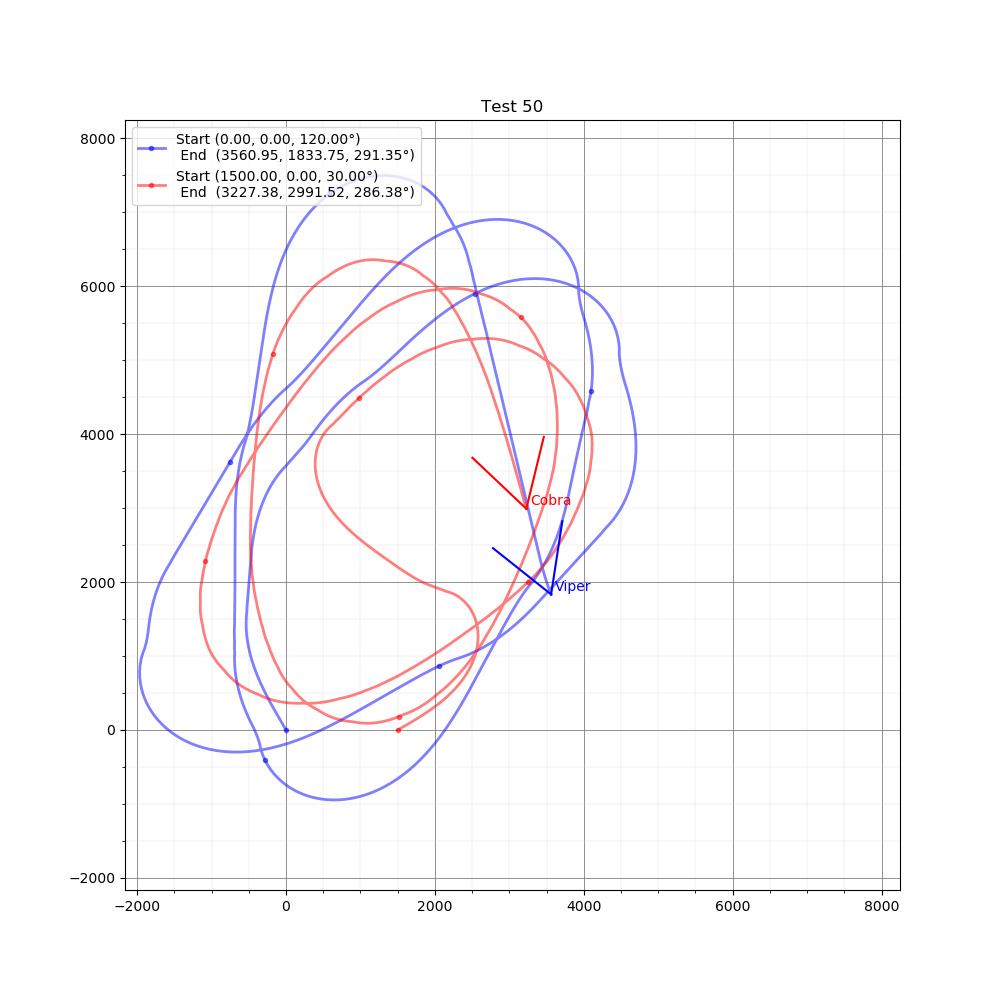 Test 50
Start (0.00, 0.00, 120.00°)
End  (3560.95, 1833.75, 291.35°)
Start (1500.00, 0.00, 30.00°)
End  (3227.38, 2991.52, 286.38°)
8000
6000
4000
2000
0
−2000
Cobra
Viper
−2000 0 2000 4000 6000 8000